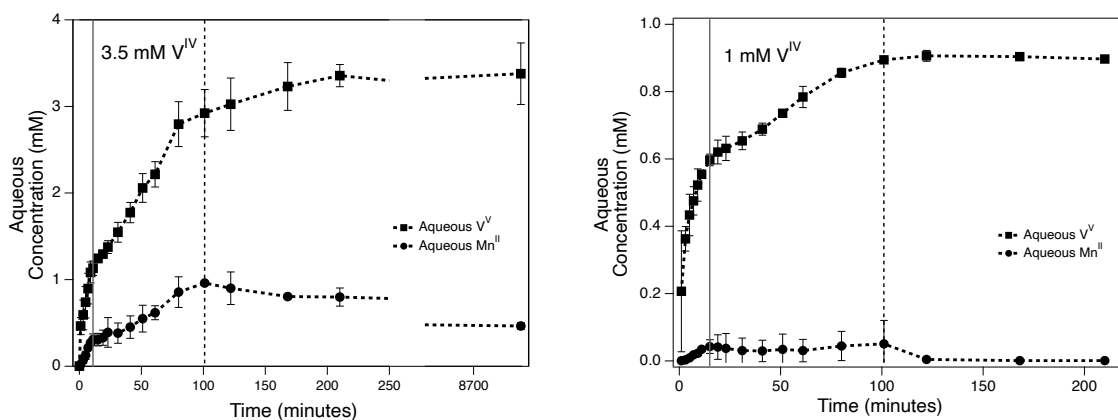 4
3
2
1
0
Aqueous
Concentration (mM)
3.5 mM V^IV
Aqueous V^V
Aqueous Mn^II
0
50
100
150
200
250
8700
Time (minutes)
1.0
0.8
0.6
0.4
0.2
0.0
Aqueous
Concentration (mM)
1 mM V^IV
Aqueous V^V
Aqueous Mn^II
0
50
100
150
200
Time (minutes)